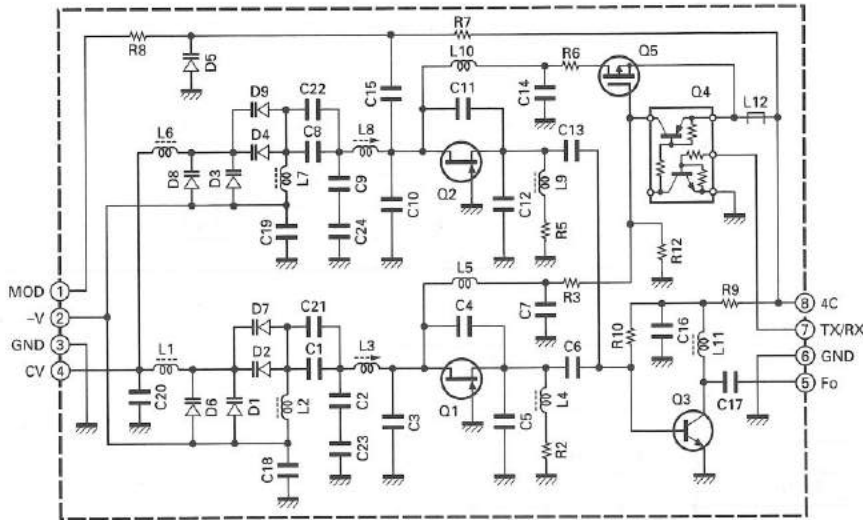 R8
D5
R7
L10
R6
Q5
Q4
L12
D9
C22
C15
C11
C14
L6
D4
C8
L8
C13
D8
D3
L7
C9
Q2
C12
L9
C10
C19
C24
R5
R12
MOD 1
–V 2
GND 3
CV 4
L5
C7
R3
R9
8 4C
7 TX/RX
6 GND
5 Fo
D7
C21
C4
R10
C16
L11
L1
D2
C1
L3
C6
C20
D6
D1
L2
C2
C3
Q1
C5
L4
Q3
C17
C18
C23
R2